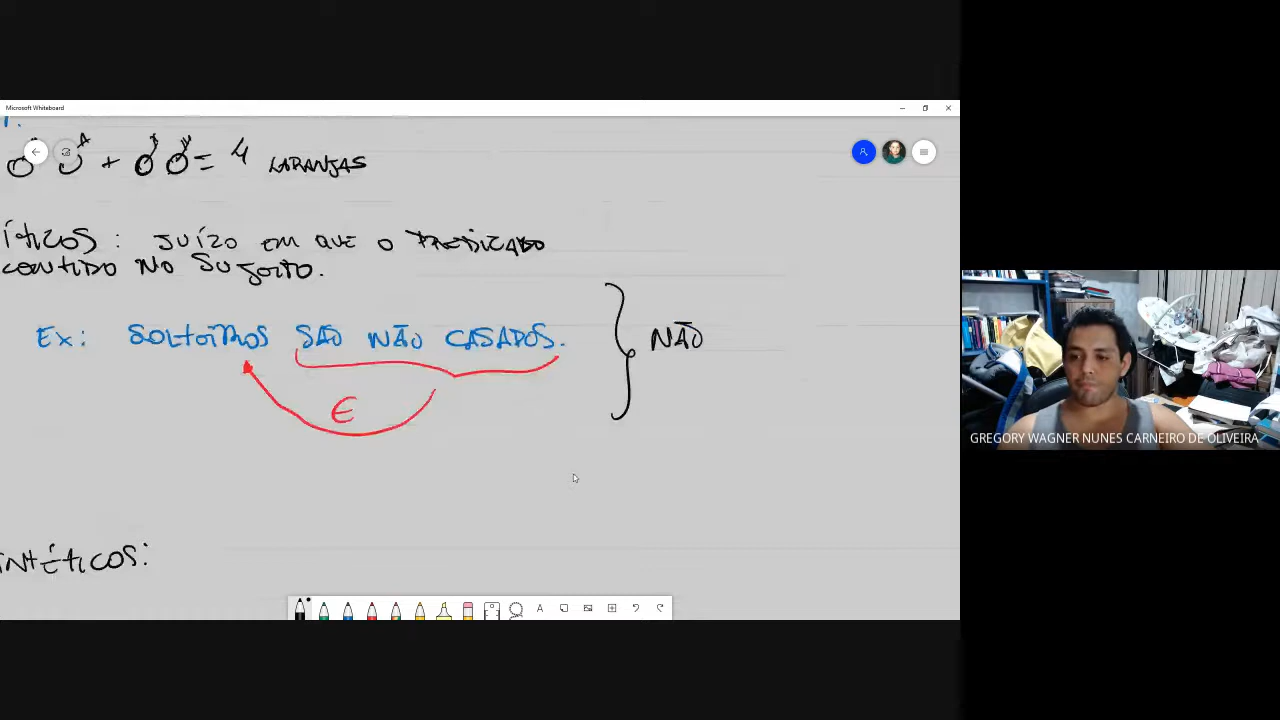 Microsoft Whiteboard
+ = 4 LARANJAS
ÍTICOS: JUÍZO EM QUE O PREDICADO
CONTIDO NO SUJEITO.
Ex: SOLTEIROS SÃO NÃO CASADOS.
NÃO
E
INTÉTICOS:
GREGORY WAGNER NUNES CARNEIRO DE OLIVEIRA